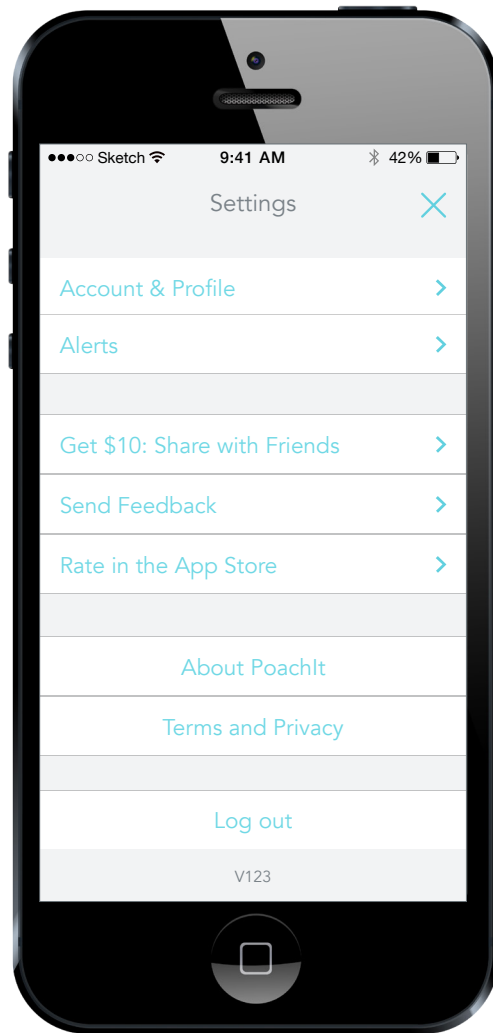 Sketch 9:41 AM 42%
Settings
Account & Profile
Alerts
Get $10: Share with Friends
Send Feedback
Rate in the App Store
About PoachIt
Terms and Privacy
Log out
V123